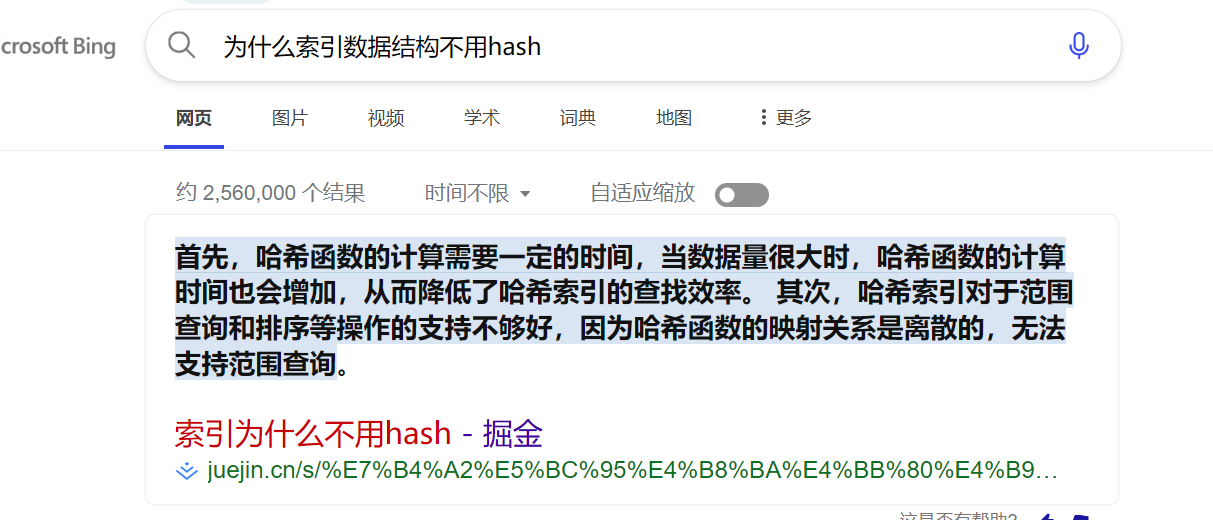 crosoft Bing
为什么索引数据结构不用hash
网页 图片 视频 学术 词典 地图 更多
约 2,560,000 个结果 时间不限 自适应缩放
首先，哈希函数的计算需要一定的时间，当数据量很大时，哈希函数的计算
时间也会增加，从而降低了哈希索引的查找效率。 其次，哈希索引对于范围
查询和排序等操作的支持不够好，因为哈希函数的映射关系是离散的，无法
支持范围查询。
索引为什么不用hash - 掘金
juejin.cn/s/%E7%B4%A2%E5%BC%95%E4%B8%BA%E4%BB%80%E4%B9...